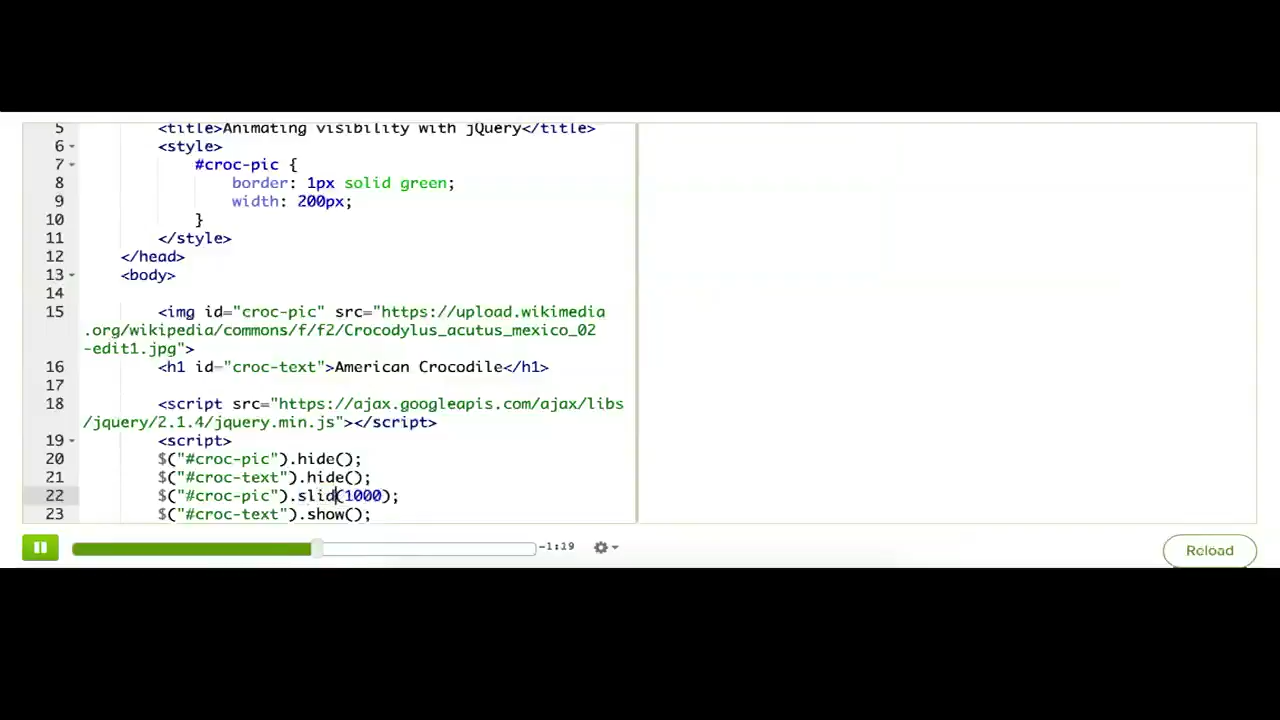 5 <title>Animating visibility with jQuery</title>
6 <style>
7 #croc-pic {
8 border: 1px solid green;
9 width: 200px;
10 }
11 </style>
12 </head>
13 <body>
14
15 <img id="croc-pic" src="https://upload.wikimedia
.org/wikipedia/commons/f/f2/Crocodylus_acutus_mexico_02
-edit1.jpg">
16 <h1 id="croc-text">American Crocodile</h1>
17
18 <script src="https://ajax.googleapis.com/ajax/libs
/jquery/2.1.4/jquery.min.js"></script>
19 <script>
20 $("#croc-pic").hide();
21 $("#croc-text").hide();
22 $("#croc-pic").slid(1000);
23 $("#croc-text").show();
-1:19
Reload